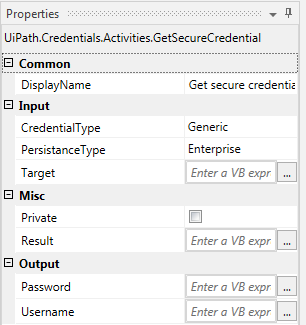 Properties
UiPath.Credentials.Activities.GetSecureCredential
Common
DisplayName Get secure credentia
Input
CredentialType Generic
PersistanceType Enterprise
Target Enter a VB expr ...
Misc
Private
Result Enter a VB expr ...
Output
Password Enter a VB expr ...
Username Enter a VB expr ...